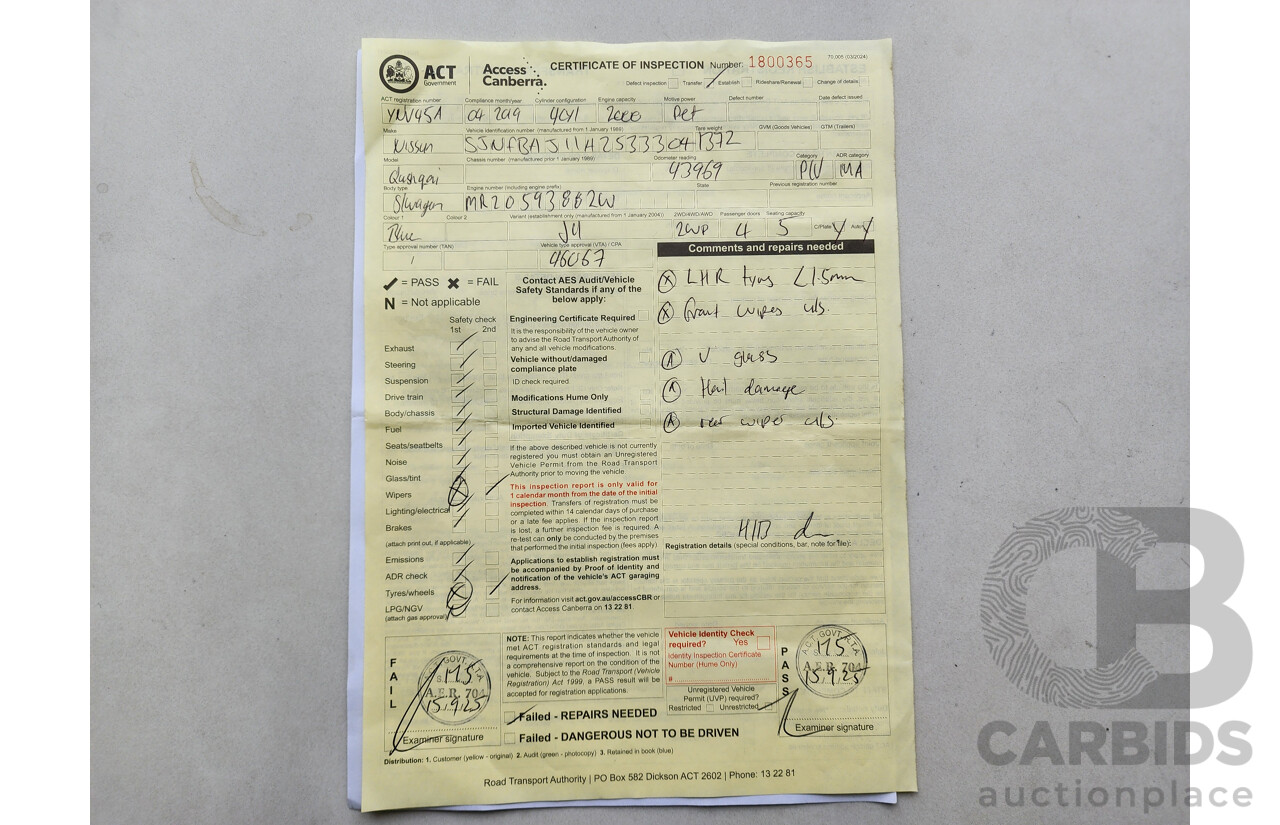 ACT
Government
Access
Canberra.
CERTIFICATE OF INSPECTION Number: 1800365
70.005 (03/2024)
Defect inspection Transfer Establish Rideshare/Renewal Change of details
ACT registration number Compliance month/year Cylinder configuration Engine capacity Motive power Defect number Date defect issued
04 2019 4cyl 2000 Pet
Make Vehicle identification number (manufactured from 1 January 1989) Tare weight GVM (Goods Vehicles) GTM (Trailers)
Nissan SJNFBAJ11A2533304 1372
Model Chassis number (manufactured prior 1 January 1989) Odometer reading Category ADR category
Qashqai 43969 MA
Body type Engine number (including engine prefix) State Previous registration number
S/wagon MR20593882W
Colour 1 Colour 2 Variant (establishment only (manufactured from 1 January 2004)) 2WD/4WD/AWD Passenger doors Seating capacity
Blue J11 2WD 4 5 C/Plate Y Y
Type approval number (TAN) Vehicle type approval (VTA) / CPA
46067
Comments and repairs needed
✓ = PASS ✗ = FAIL
N = Not applicable
Safety check
1st 2nd
Exhaust
Steering
Suspension
Drive train
Body/chassis
Fuel
Seats/seatbelts
Noise
Glass/tint
Wipers
Lighting/electrical
Brakes
(attach print out, if applicable)
Emissions
ADR check
Tyres/wheels
LPG/NGV
(attach gas approval)
Contact AES Audit/Vehicle
Safety Standards if any of the
below apply:
Engineering Certificate Required
It is the responsibility of the vehicle owner
to advise the Road Transport Authority of
any and all vehicle modifications.
Vehicle without/damaged
compliance plate
ID check required
Modifications Hume Only
Structural Damage Identified
Imported Vehicle Identified
If the above described vehicle is not currently
registered you must obtain an Unregistered
Vehicle Permit from the Road Transport
Authority prior to moving the vehicle
This inspection report is only valid for
1 calendar month from the date of the initial
inspection. Transfers of registration must be
completed within 14 calendar days of purchase
or a late fee applies. If the inspection report
is lost, a further inspection fee is required. A
re-test can only be conducted by the premises
that performed the initial inspection (fees apply)
Applications to establish registration must
be accompanied by Proof of Identity and
notification of the vehicle's ACT garaging
address.
For information visit act.gov.au/accessCBR or
contact Access Canberra on 13 22 81
X LHR tyres <1.5mm
X front wipes u/s.
A V glass
A Hail damage
A rear wiper u/s.
Registration details (special conditions, bar, note for file):
FAIL
GOVT
175
A.E.R. 704
15.9.25
Examiner signature
NOTE: This report indicates whether the vehicle
met ACT registration standards and legal
requirements at the time of inspection. It is not
a comprehensive report on the condition of the
vehicle. Subject to the Road Transport (Vehicle
Registration) Act 1999, a PASS result will be
accepted for registration applications.
Failed - REPAIRS NEEDED
Failed - DANGEROUS NOT TO BE DRIVEN
Vehicle Identity Check
required? Yes
Identity Inspection Certificate
Number (Hume Only)
#
Unregistered Vehicle
Permit (UVP) required?
Restricted Unrestricted
PASS
A.C.T. GOVT
175
A.E.R. 704
15.9.25
Examiner signature
Distribution: 1. Customer (yellow - original) 2. Audit (green - photocopy) 3. Retained in book (blue)
Road Transport Authority | PO Box 582 Dickson ACT 2602 | Phone: 13 22 81
CARBIDS
auctionplace